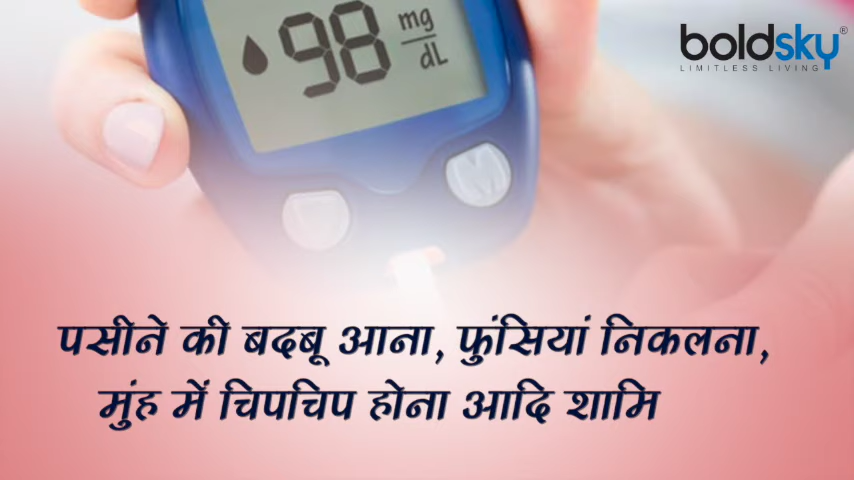 98 mg/dL
boldsky®
LIMITLESS LIVING
पसीने की बदबू आना, फुंसियां निकलना,
मुंह में चिपचिप होना आदि शामि